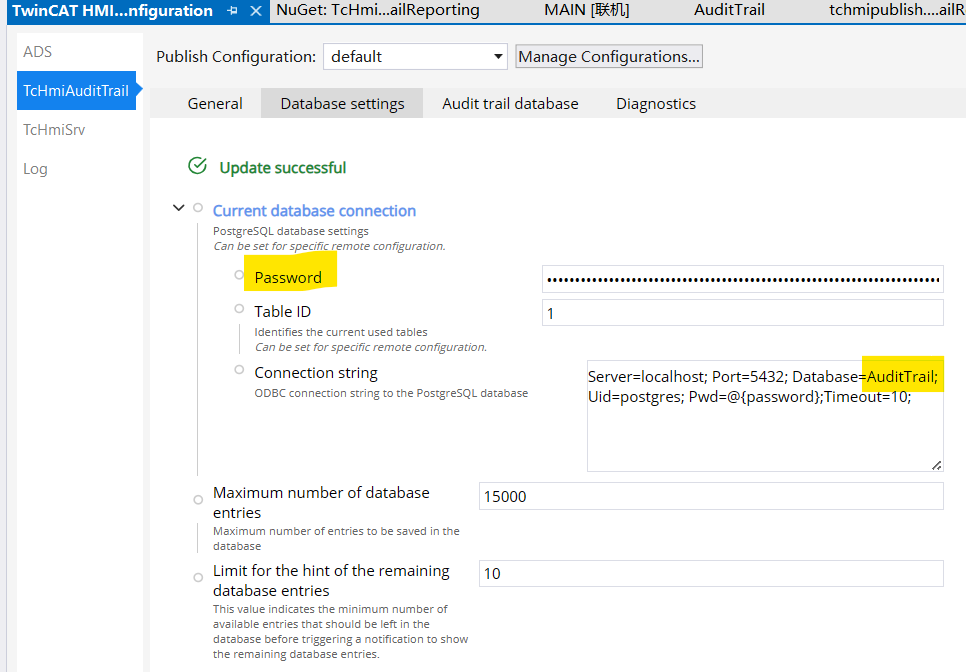 TwinCAT HMI...nfiguration
NuGet: TcHmi...ailReporting
MAIN [联机]
AuditTrail
tchmipublish....ailR
ADS
TcHmiAuditTrail
TcHmiSrv
Log
Publish Configuration:
default
Manage Configurations...
General
Database settings
Audit trail database
Diagnostics
Update successful
Current database connection
PostgreSQL database settings
Can be set for specific remote configuration.
Password
Table ID
1
Identifies the current used tables
Can be set for specific remote configuration.
Connection string
ODBC connection string to the PostgreSQL database
Server=localhost; Port=5432; Database=AuditTrail;
Uid=postgres; Pwd=@{password};Timeout=10;
Maximum number of database
entries
15000
Maximum number of entries to be saved in the
database
Limit for the hint of the remaining
database entries
10
This value indicates the minimum number of
available entries that should be left in the
database before triggering a notification to show
the remaining database entries.